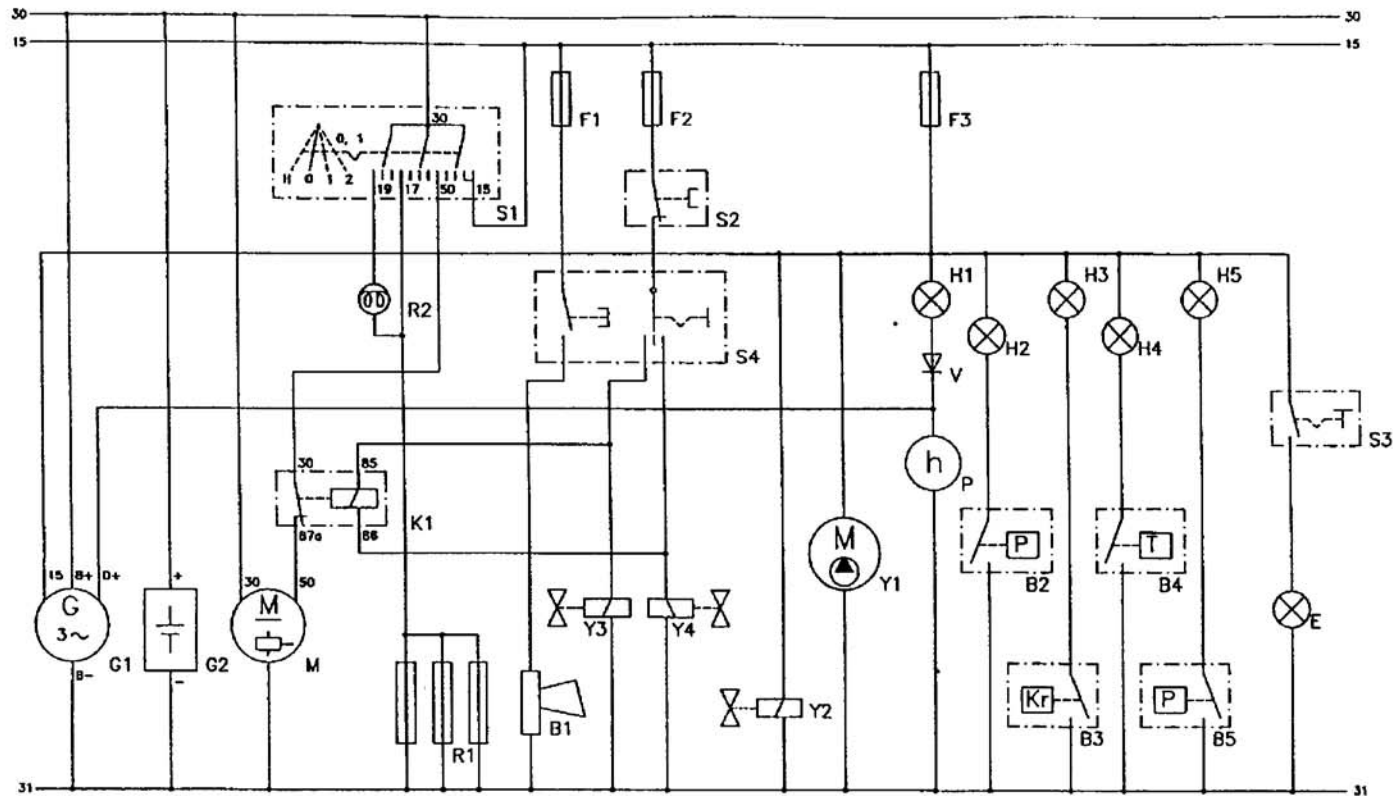 30 30
15 15
F1 F2 F3
30
0, 1
H 0 1 2
19 17 50 15
S1
S2
H1 H3 H5
R2
H2 H4
S4
V
S3
30 85
h
P
K1
87a 86
P T
M
15 B+ D+
30 50
Y1
B2 B4
G
3~
M
Y3 Y4
E
G1 G2 M
B-
+
-
Kr P
Y2
B1
R1
B3 B5
31 31